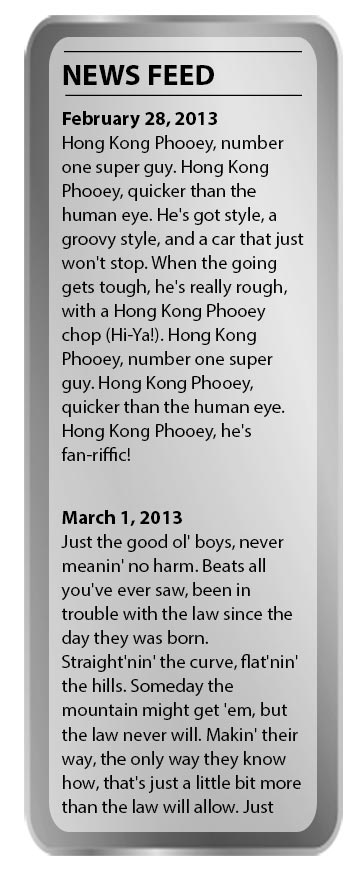 NEWS FEED
February 28, 2013
Hong Kong Phooey, number
one super guy. Hong Kong
Phooey, quicker than the
human eye. He's got style, a
groovy style, and a car that just
won't stop. When the going
gets tough, he's really rough,
with a Hong Kong Phooey
chop (Hi-Ya!). Hong Kong
Phooey, number one super
guy. Hong Kong Phooey,
quicker than the human eye.
Hong Kong Phooey, he's
fan-riffic!
March 1, 2013
Just the good ol' boys, never
meanin' no harm. Beats all
you've ever saw, been in
trouble with the law since the
day they was born.
Straight'nin' the curve, flat'nin'
the hills. Someday the
mountain might get 'em, but
the law never will. Makin' their
way, the only way they know
how, that's just a little bit more
than the law will allow. Just